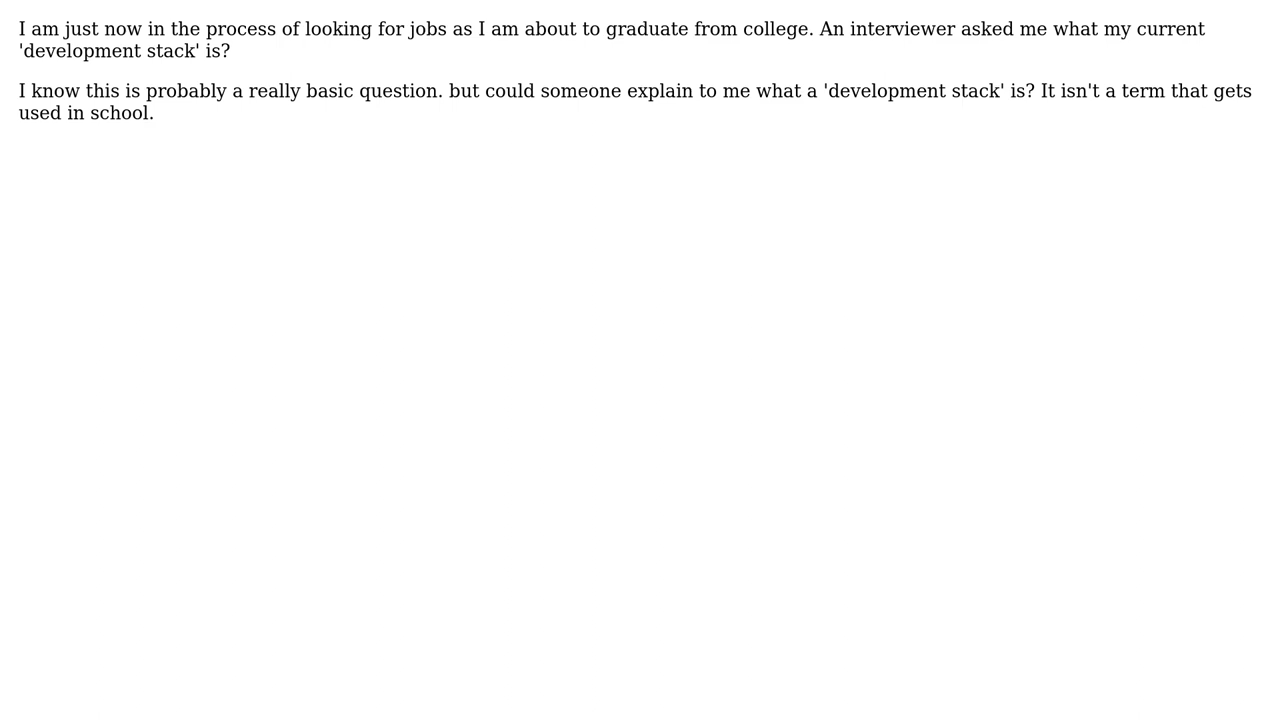 I am just now in the process of looking for jobs as I am about to graduate from college. An interviewer asked me what my current
'development stack' is?
I know this is probably a really basic question. but could someone explain to me what a 'development stack' is? It isn't a term that gets
used in school.